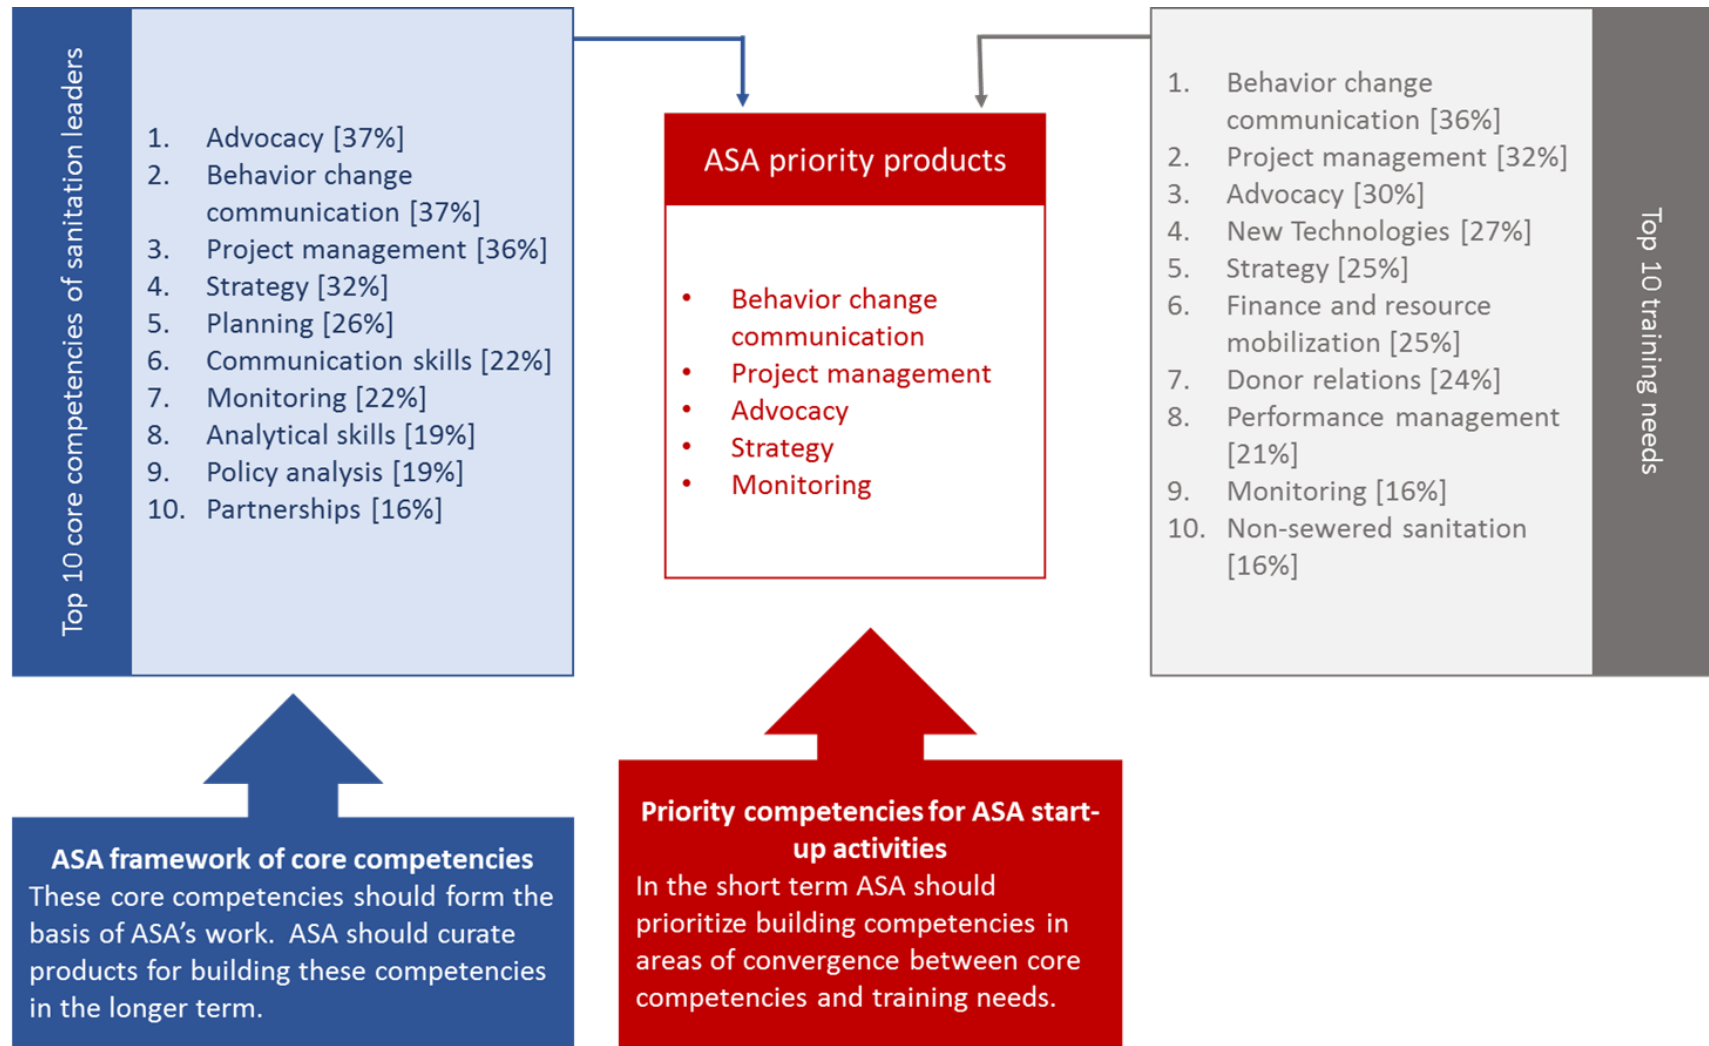 Top 10 core competencies of sanitation leaders
1. Advocacy [37%]
2. Behavior change
communication [37%]
3. Project management [36%]
4. Strategy [32%]
5. Planning [26%]
6. Communication skills [22%]
7. Monitoring [22%]
8. Analytical skills [19%]
9. Policy analysis [19%]
10. Partnerships [16%]
ASA priority products
• Behavior change
communication
• Project management
• Advocacy
• Strategy
• Monitoring
1. Behavior change
communication [36%]
2. Project management [32%]
3. Advocacy [30%]
4. New Technologies [27%]
5. Strategy [25%]
6. Finance and resource
mobilization [25%]
7. Donor relations [24%]
8. Performance management
[21%]
9. Monitoring [16%]
10. Non-sewered sanitation
[16%]
Top 10 training needs
ASA framework of core competencies
These core competencies should form the
basis of ASA’s work.  ASA should curate
products for building these competencies
in the longer term.
Priority competencies for ASA start-
up activities
In the short term ASA should
prioritize building competencies in
areas of convergence between core
competencies and training needs.